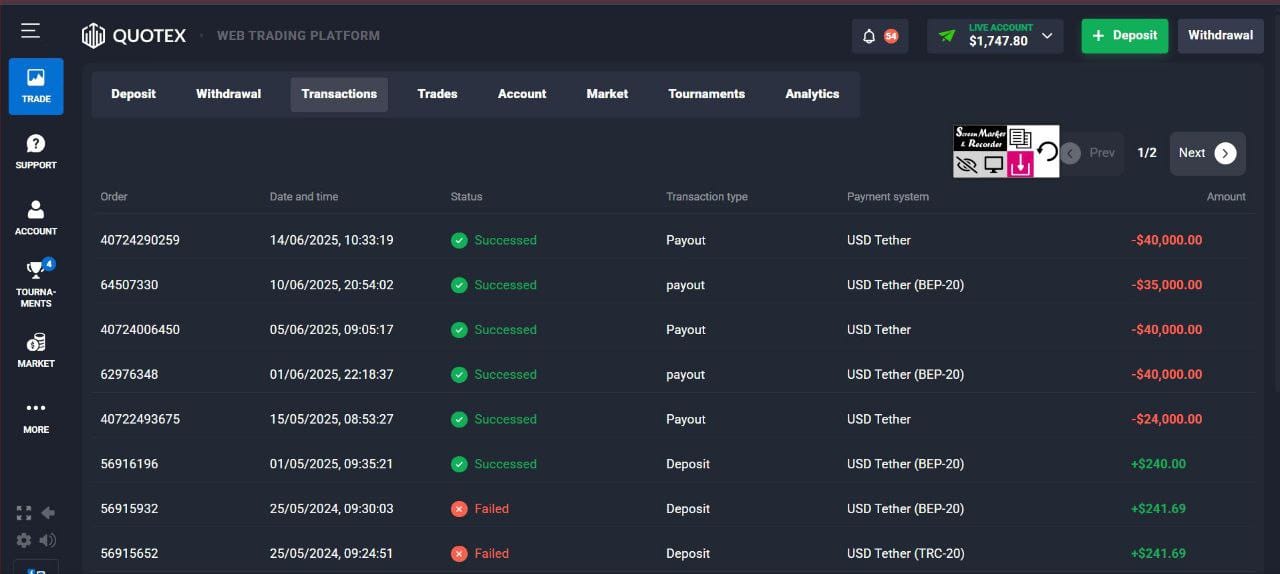 QUOTEX WEB TRADING PLATFORM
54
LIVE ACCOUNT
$1,747.80
+ Deposit
Withdrawal
TRADE
SUPPORT
ACCOUNT
4
TOURNA-
MENTS
MARKET
MORE
Deposit Withdrawal Transactions Trades Account Market Tournaments Analytics
Screen Marker
& Recorder
Prev 1/2 Next
Order Date and time Status Transaction type Payment system Amount
40724290259 14/06/2025, 10:33:19 Successed Payout USD Tether -$40,000.00
64507330 10/06/2025, 20:54:02 Successed payout USD Tether (BEP-20) -$35,000.00
40724006450 05/06/2025, 09:05:17 Successed Payout USD Tether -$40,000.00
62976348 01/06/2025, 22:18:37 Successed payout USD Tether (BEP-20) -$40,000.00
40722493675 15/05/2025, 08:53:27 Successed Payout USD Tether -$24,000.00
56916196 01/05/2025, 09:35:21 Successed Deposit USD Tether (BEP-20) +$240.00
56915932 25/05/2024, 09:30:03 Failed Deposit USD Tether (BEP-20) +$241.69
56915652 25/05/2024, 09:24:51 Failed Deposit USD Tether (TRC-20) +$241.69